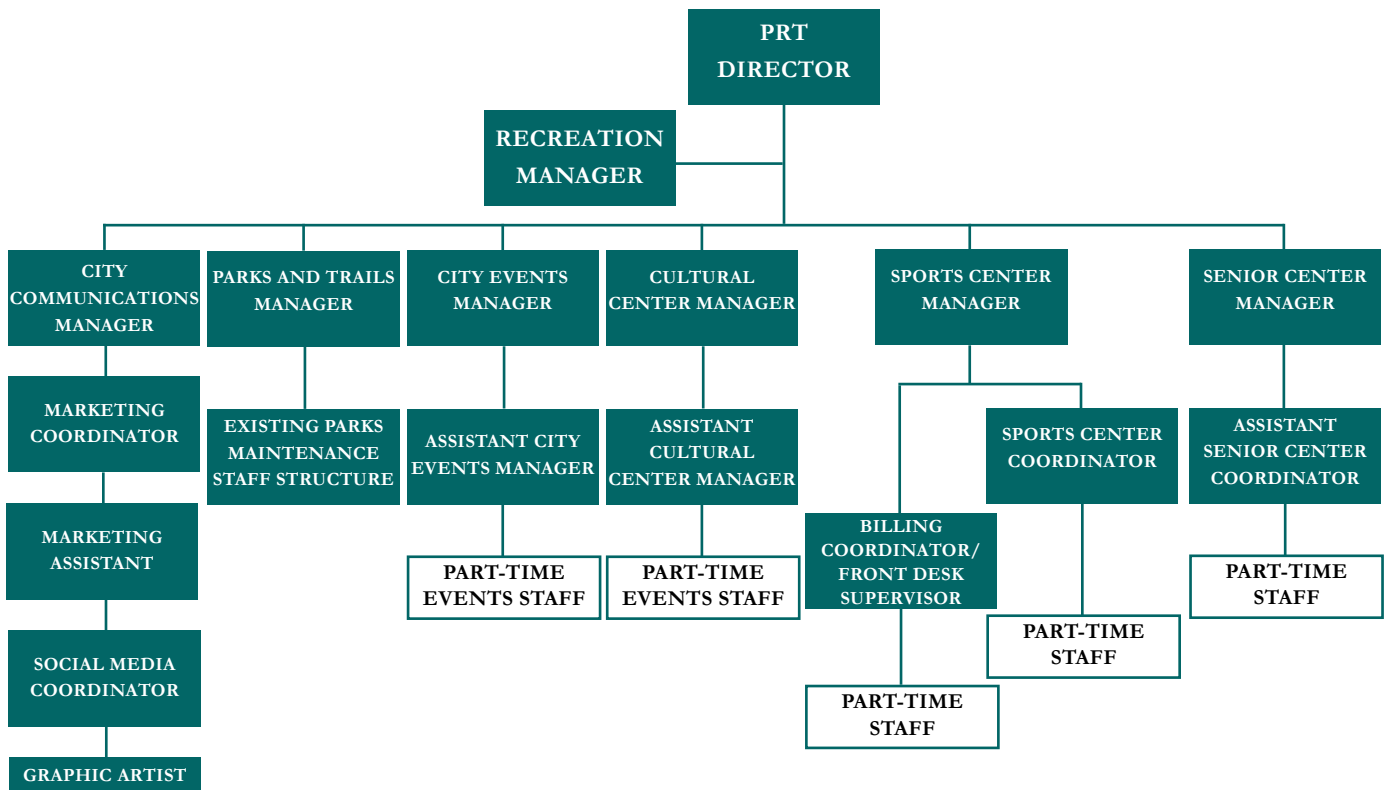 PRT
DIRECTOR
RECREATION
MANAGER
CITY
COMMUNICATIONS
MANAGER
PARKS AND TRAILS
MANAGER
CITY EVENTS
MANAGER
CULTURAL
CENTER MANAGER
SPORTS CENTER
MANAGER
SENIOR CENTER
MANAGER
MARKETING
COORDINATOR
EXISTING PARKS
MAINTENANCE
STAFF STRUCTURE
ASSISTANT CITY
EVENTS MANAGER
ASSISTANT
CULTURAL
CENTER MANAGER
SPORTS CENTER
COORDINATOR
ASSISTANT
SENIOR CENTER
COORDINATOR
MARKETING
ASSISTANT
PART-TIME
EVENTS STAFF
PART-TIME
EVENTS STAFF
BILLING
COORDINATOR/
FRONT DESK
SUPERVISOR
PART-TIME
STAFF
PART-TIME
STAFF
SOCIAL MEDIA
COORDINATOR
PART-TIME
STAFF
GRAPHIC ARTIST